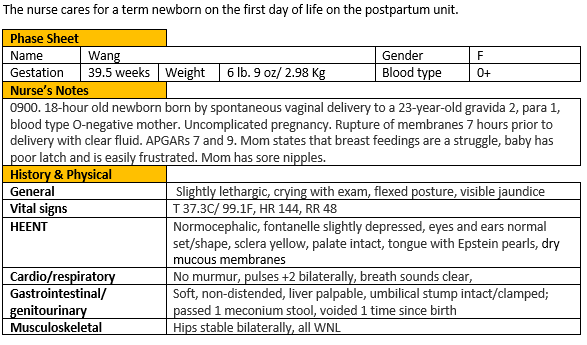 The nurse cares for a term newborn on the first day of life on the postpartum unit.
Phase Sheet
Name Wang Gender F
Gestation 39.5 weeks Weight 6 lb. 9 oz/ 2.98 Kg Blood type 0+
Nurse's Notes
0900. 18-hour old newborn born by spontaneous vaginal delivery to a 23-year-old gravida 2, para 1,
blood type O-negative mother. Uncomplicated pregnancy. Rupture of membranes 7 hours prior to
delivery with clear fluid. APGARs 7 and 9. Mom states that breast feedings are a struggle, baby has
poor latch and is easily frustrated. Mom has sore nipples.
History & Physical
General Slightly lethargic, crying with exam, flexed posture, visible jaundice
Vital signs T 37.3C/ 99.1F, HR 144, RR 48
HEENT Normocephalic, fontanelle slightly depressed, eyes and ears normal
set/shape, sclera yellow, palate intact, tongue with Epstein pearls, dry
mucous membranes
Cardio/respiratory No murmur, pulses +2 bilaterally, breath sounds clear,
Gastrointestinal/ Soft, non-distended, liver palpable, umbilical stump intact/clamped;
genitourinary passed 1 meconium stool, voided 1 time since birth
Musculoskeletal Hips stable bilaterally, all WNL